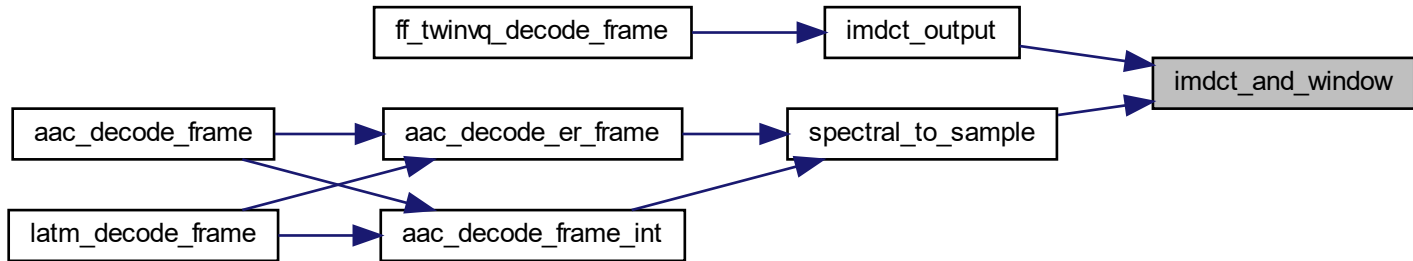 ff_twinvq_decode_frame
imdct_output
imdct_and_window
aac_decode_frame
aac_decode_er_frame
spectral_to_sample
latm_decode_frame
aac_decode_frame_int